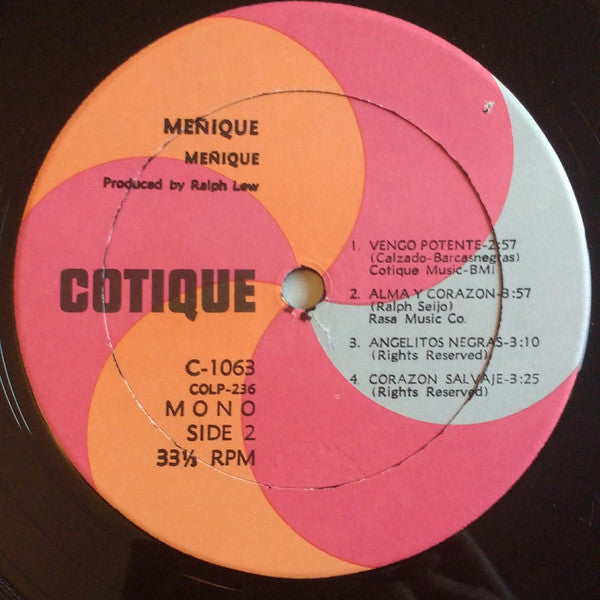 MEÑIQUE
MEÑIQUE
Produced by Ralph Lew
COTIQUE
C-1063
COLP-236
MONO
SIDE 2
33⅓ RPM
1. VENGO POTENTE-2:57
(Calzado-Barcasnegras)
Cotique Music-BMI
2. ALMA Y CORAZON-3:57
(Ralph Seijo)
Rasa Music Co.
3. ANGELITOS NEGRAS-3:10
(Rights Reserved)
4. CORAZON SALVAJE-3:25
(Rights Reserved)